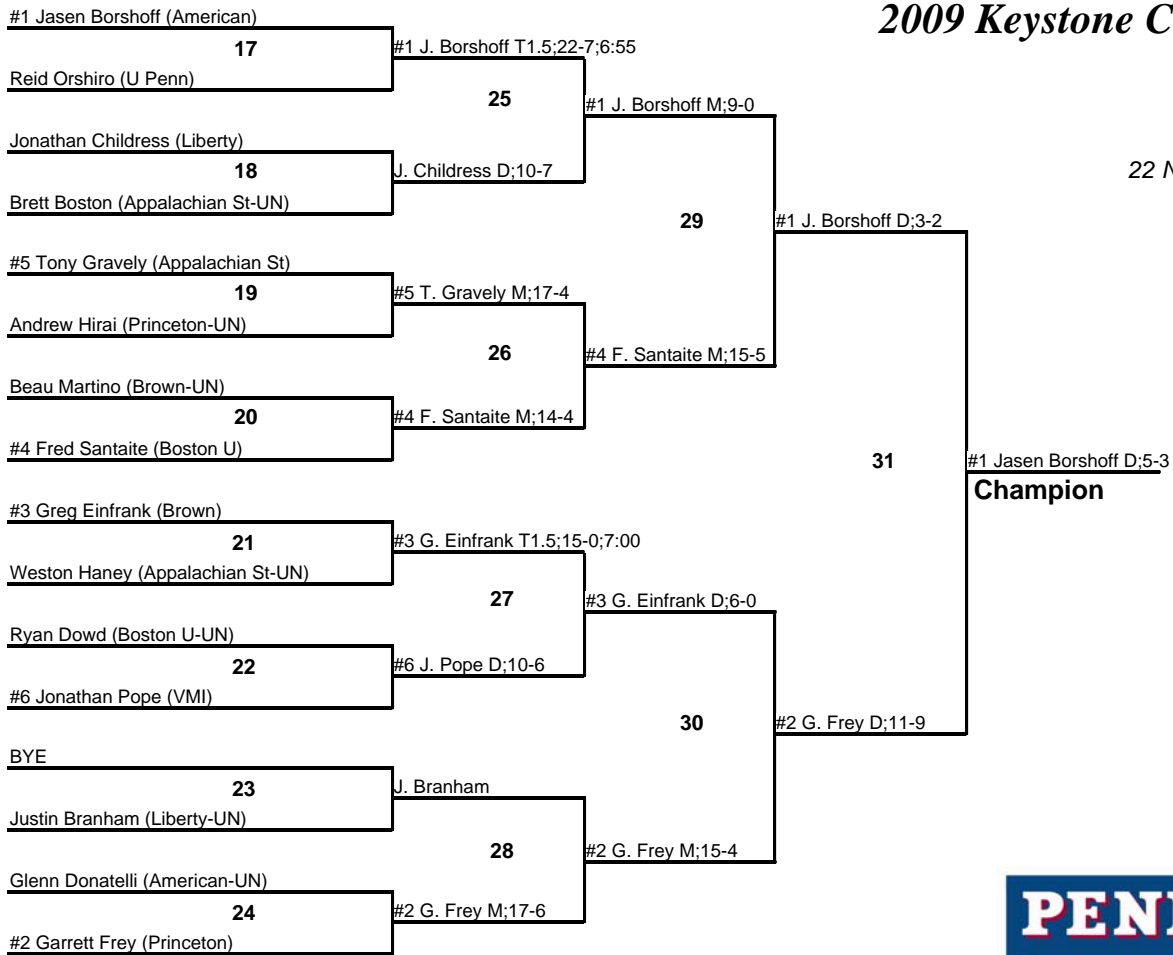 #1 Jasen Borshoff (American)
2009 Keystone C
17
#1 J. Borshoff T1.5;22-7;6:55
Reid Orshiro (U Penn)
25
#1 J. Borshoff M;9-0
Jonathan Childress (Liberty)
18
J. Childress D;10-7
22 N
Brett Boston (Appalachian St-UN)
29
#1 J. Borshoff D;3-2
#5 Tony Gravely (Appalachian St)
19
#5 T. Gravely M;17-4
Andrew Hirai (Princeton-UN)
26
#4 F. Santaite M;15-5
Beau Martino (Brown-UN)
20
#4 F. Santaite M;14-4
#4 Fred Santaite (Boston U)
31
#1 Jasen Borshoff D;5-3
Champion
#3 Greg Einfrank (Brown)
21
#3 G. Einfrank T1.5;15-0;7:00
Weston Haney (Appalachian St-UN)
27
#3 G. Einfrank D;6-0
Ryan Dowd (Boston U-UN)
22
#6 J. Pope D;10-6
#6 Jonathan Pope (VMI)
30
#2 G. Frey D;11-9
BYE
23
J. Branham
Justin Branham (Liberty-UN)
28
#2 G. Frey M;15-4
Glenn Donatelli (American-UN)
24
#2 G. Frey M;17-6
#2 Garrett Frey (Princeton)
PEN